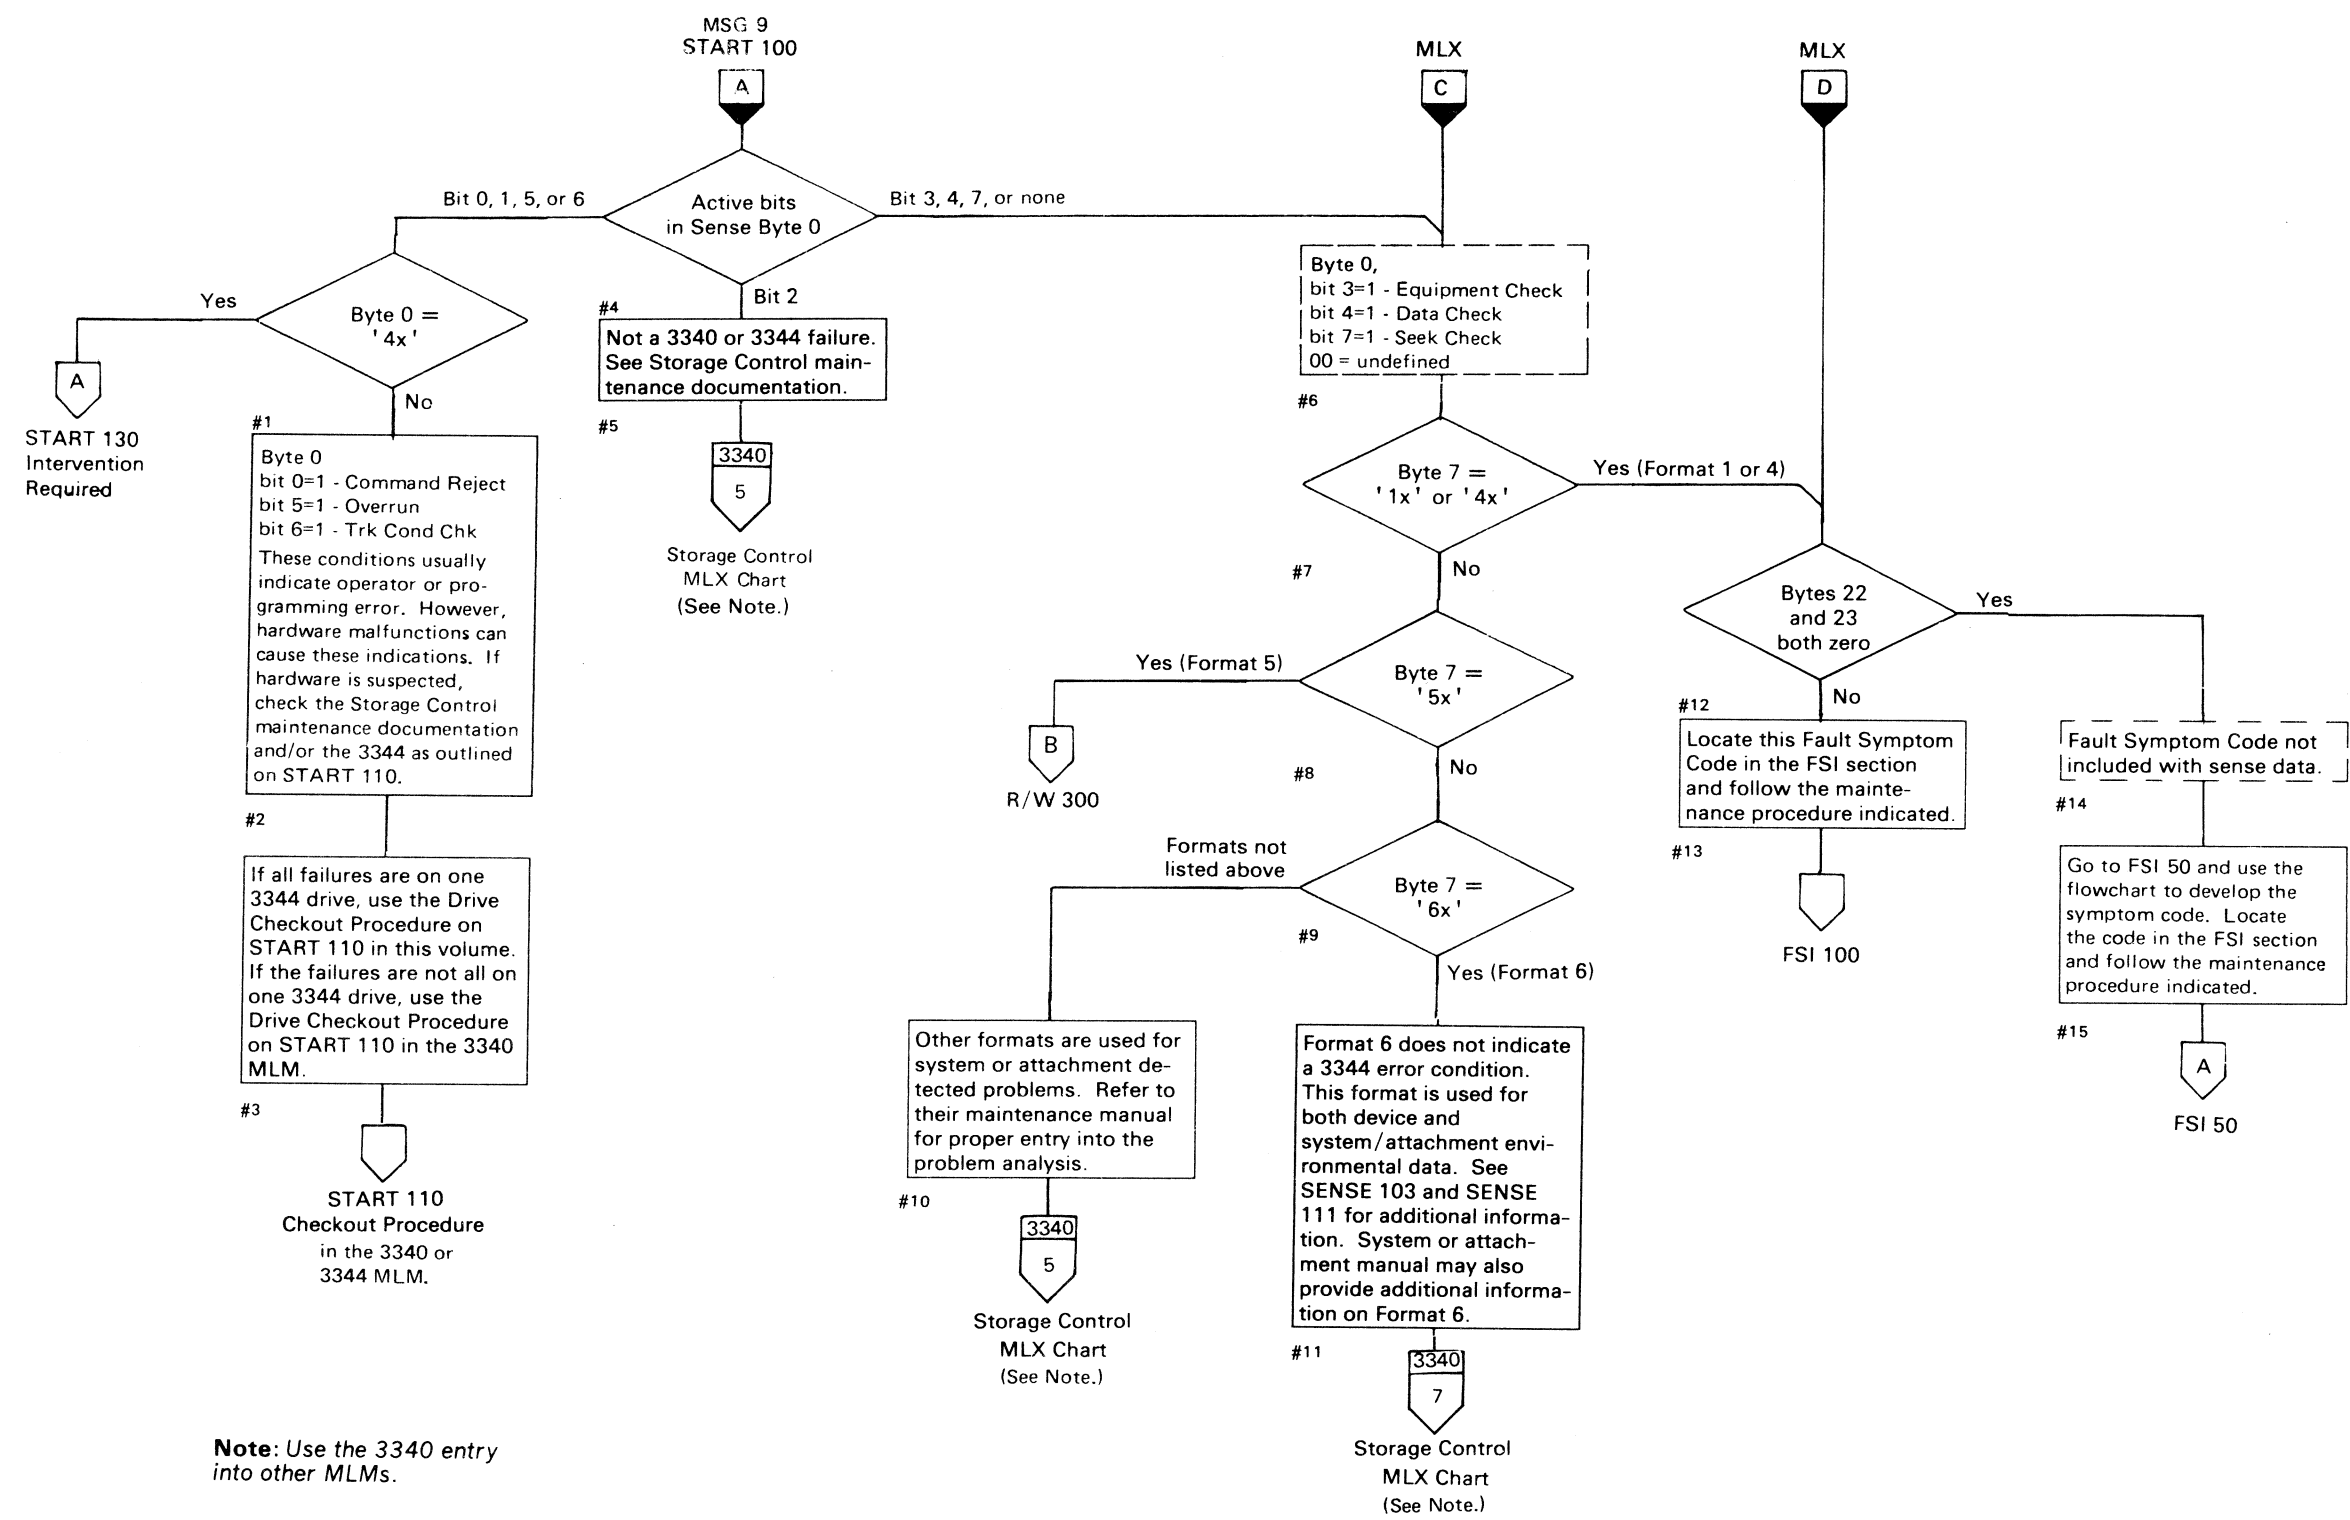 MSG 9
START 100
A
MLX
C
MLX
D
Bit 0, 1, 5, or 6
Active bits
in Sense Byte 0
Bit 3, 4, 7, or none
Bit 2
Yes
Byte 0 =
'4x'
No
A
START 130
Intervention
Required
#1
Byte 0
bit 0=1 - Command Reject
bit 5=1 - Overrun
bit 6=1 - Trk Cond Chk
These conditions usually
indicate operator or pro-
gramming error. However,
hardware malfunctions can
cause these indications. If
hardware is suspected,
check the Storage Control
maintenance documentation
and/or the 3344 as outlined
on START 110.
#2
If all failures are on one
3344 drive, use the Drive
Checkout Procedure on
START 110 in this volume.
If the failures are not all on
one 3344 drive, use the
Drive Checkout Procedure
on START 110 in the 3340
MLM.
#3
START 110
Checkout Procedure
in the 3340 or
3344 MLM.
#4
Not a 3340 or 3344 failure.
See Storage Control main-
tenance documentation.
#5
3340
5
Storage Control
MLX Chart
(See Note.)
Byte 0,
bit 3=1 - Equipment Check
bit 4=1 - Data Check
bit 7=1 - Seek Check
00 = undefined
#6
Byte 7 =
'1x' or '4x'
Yes (Format 1 or 4)
No
#7
Byte 7 =
'5x'
Yes (Format 5)
B
R/W 300
No
#8
Byte 7 =
'6x'
Formats not
listed above
#9
Yes (Format 6)
Other formats are used for
system or attachment de-
tected problems. Refer to
their maintenance manual
for proper entry into the
problem analysis.
#10
3340
5
Storage Control
MLX Chart
(See Note.)
Format 6 does not indicate
a 3344 error condition.
This format is used for
both device and
system/attachment envi-
ronmental data. See
SENSE 103 and SENSE
111 for additional informa-
tion. System or attach-
ment manual may also
provide additional informa-
tion on Format 6.
#11
3340
7
Storage Control
MLX Chart
(See Note.)
Bytes 22
and 23
both zero
Yes
No
#12
Locate this Fault Symptom
Code in the FSI section
and follow the mainte-
nance procedure indicated.
#13
FSI 100
Fault Symptom Code not
included with sense data.
#14
Go to FSI 50 and use the
flowchart to develop the
symptom code. Locate
the code in the FSI section
and follow the maintenance
procedure indicated.
#15
A
FSI 50
Note: Use the 3340 entry
into other MLMs.